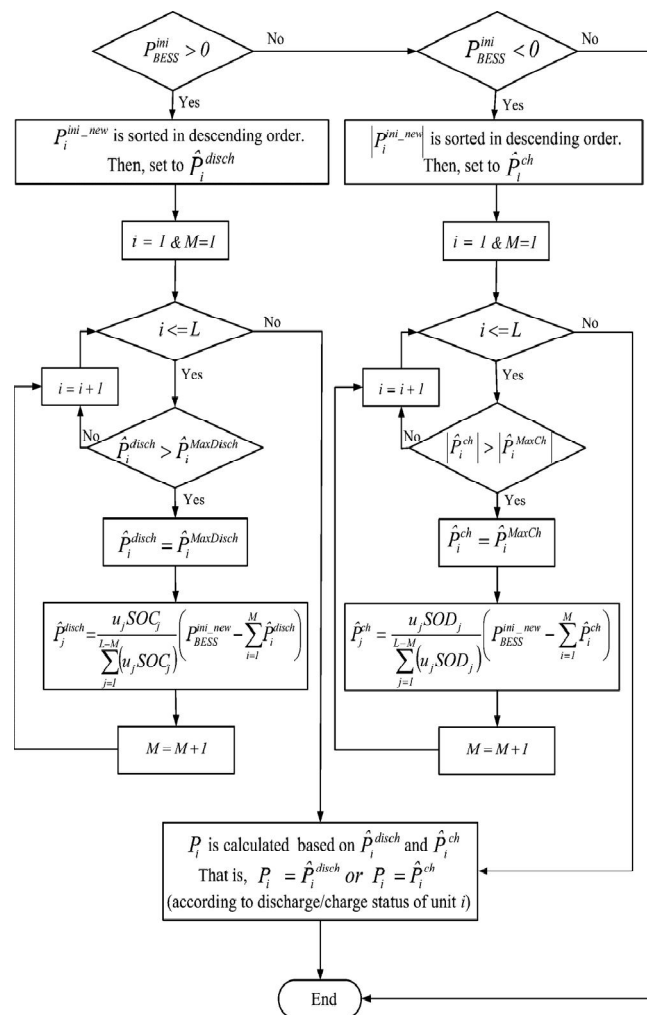 P_BESS^ini > 0
No
P_BESS^ini < 0
No
Yes
Yes
P_i^ini_new is sorted in descending order.
Then, set to P̂_i^disch
|P_i^ini_new| is sorted in descending order.
Then, set to P̂_i^ch
i = 1 & M=1
i = 1 & M=1
i <= L
No
i <= L
No
Yes
Yes
i = i + 1
i = i + 1
No
P̂_i^disch > P̂_i^MaxDisch
No
|P̂_i^ch| > |P̂_i^MaxCh|
Yes
Yes
P̂_i^disch = P̂_i^MaxDisch
P̂_i^ch = P̂_i^MaxCh
P̂_j^disch = u_j SOC_j / ∑_{j=1}^{L-M} (u_j SOC_j) (P_BESS^ini_new − ∑_{i=1}^{M} P̂_i^disch)
P̂_j^ch = u_j SOD_j / ∑_{j=1}^{L-M} (u_j SOD_j) (P_BESS^ini_new − ∑_{i=1}^{M} P̂_i^ch)
M = M + 1
M = M + 1
P_i is calculated based on P̂_i^disch and P̂_i^ch
That is, P_i = P̂_i^disch or P_i = P̂_i^ch
(according to discharge/charge status of unit i)
End